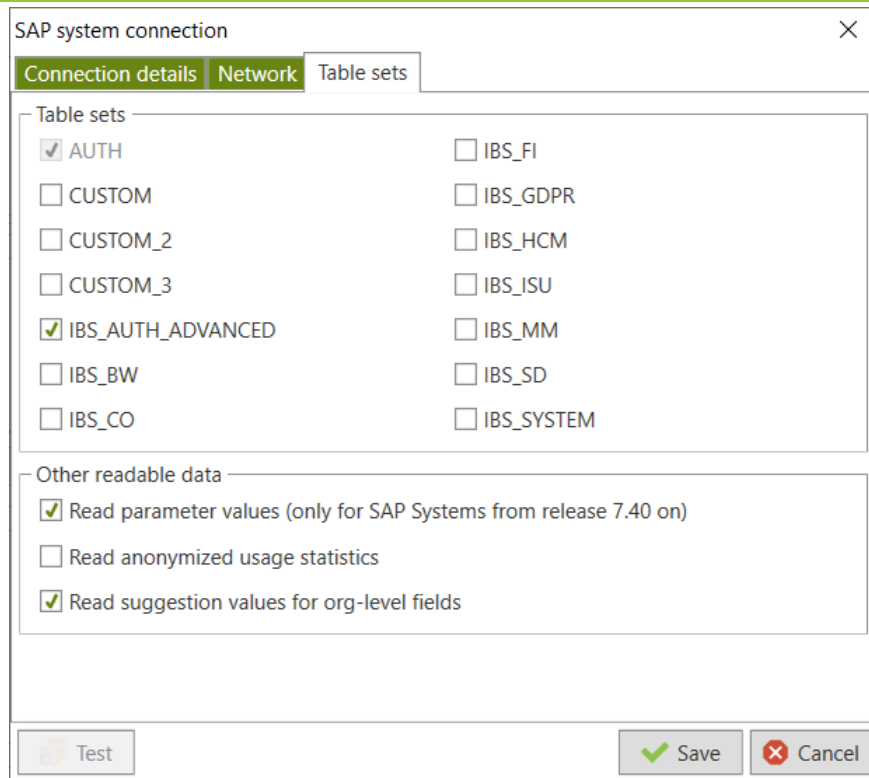 SAP system connection
Connection details Network Table sets
Table sets
AUTH
CUSTOM
CUSTOM_2
CUSTOM_3
IBS_AUTH_ADVANCED
IBS_BW
IBS_CO
IBS_FI
IBS_GDPR
IBS_HCM
IBS_ISU
IBS_MM
IBS_SD
IBS_SYSTEM
Other readable data
Read parameter values (only for SAP Systems from release 7.40 on)
Read anonymized usage statistics
Read suggestion values for org-level fields
Test Save Cancel